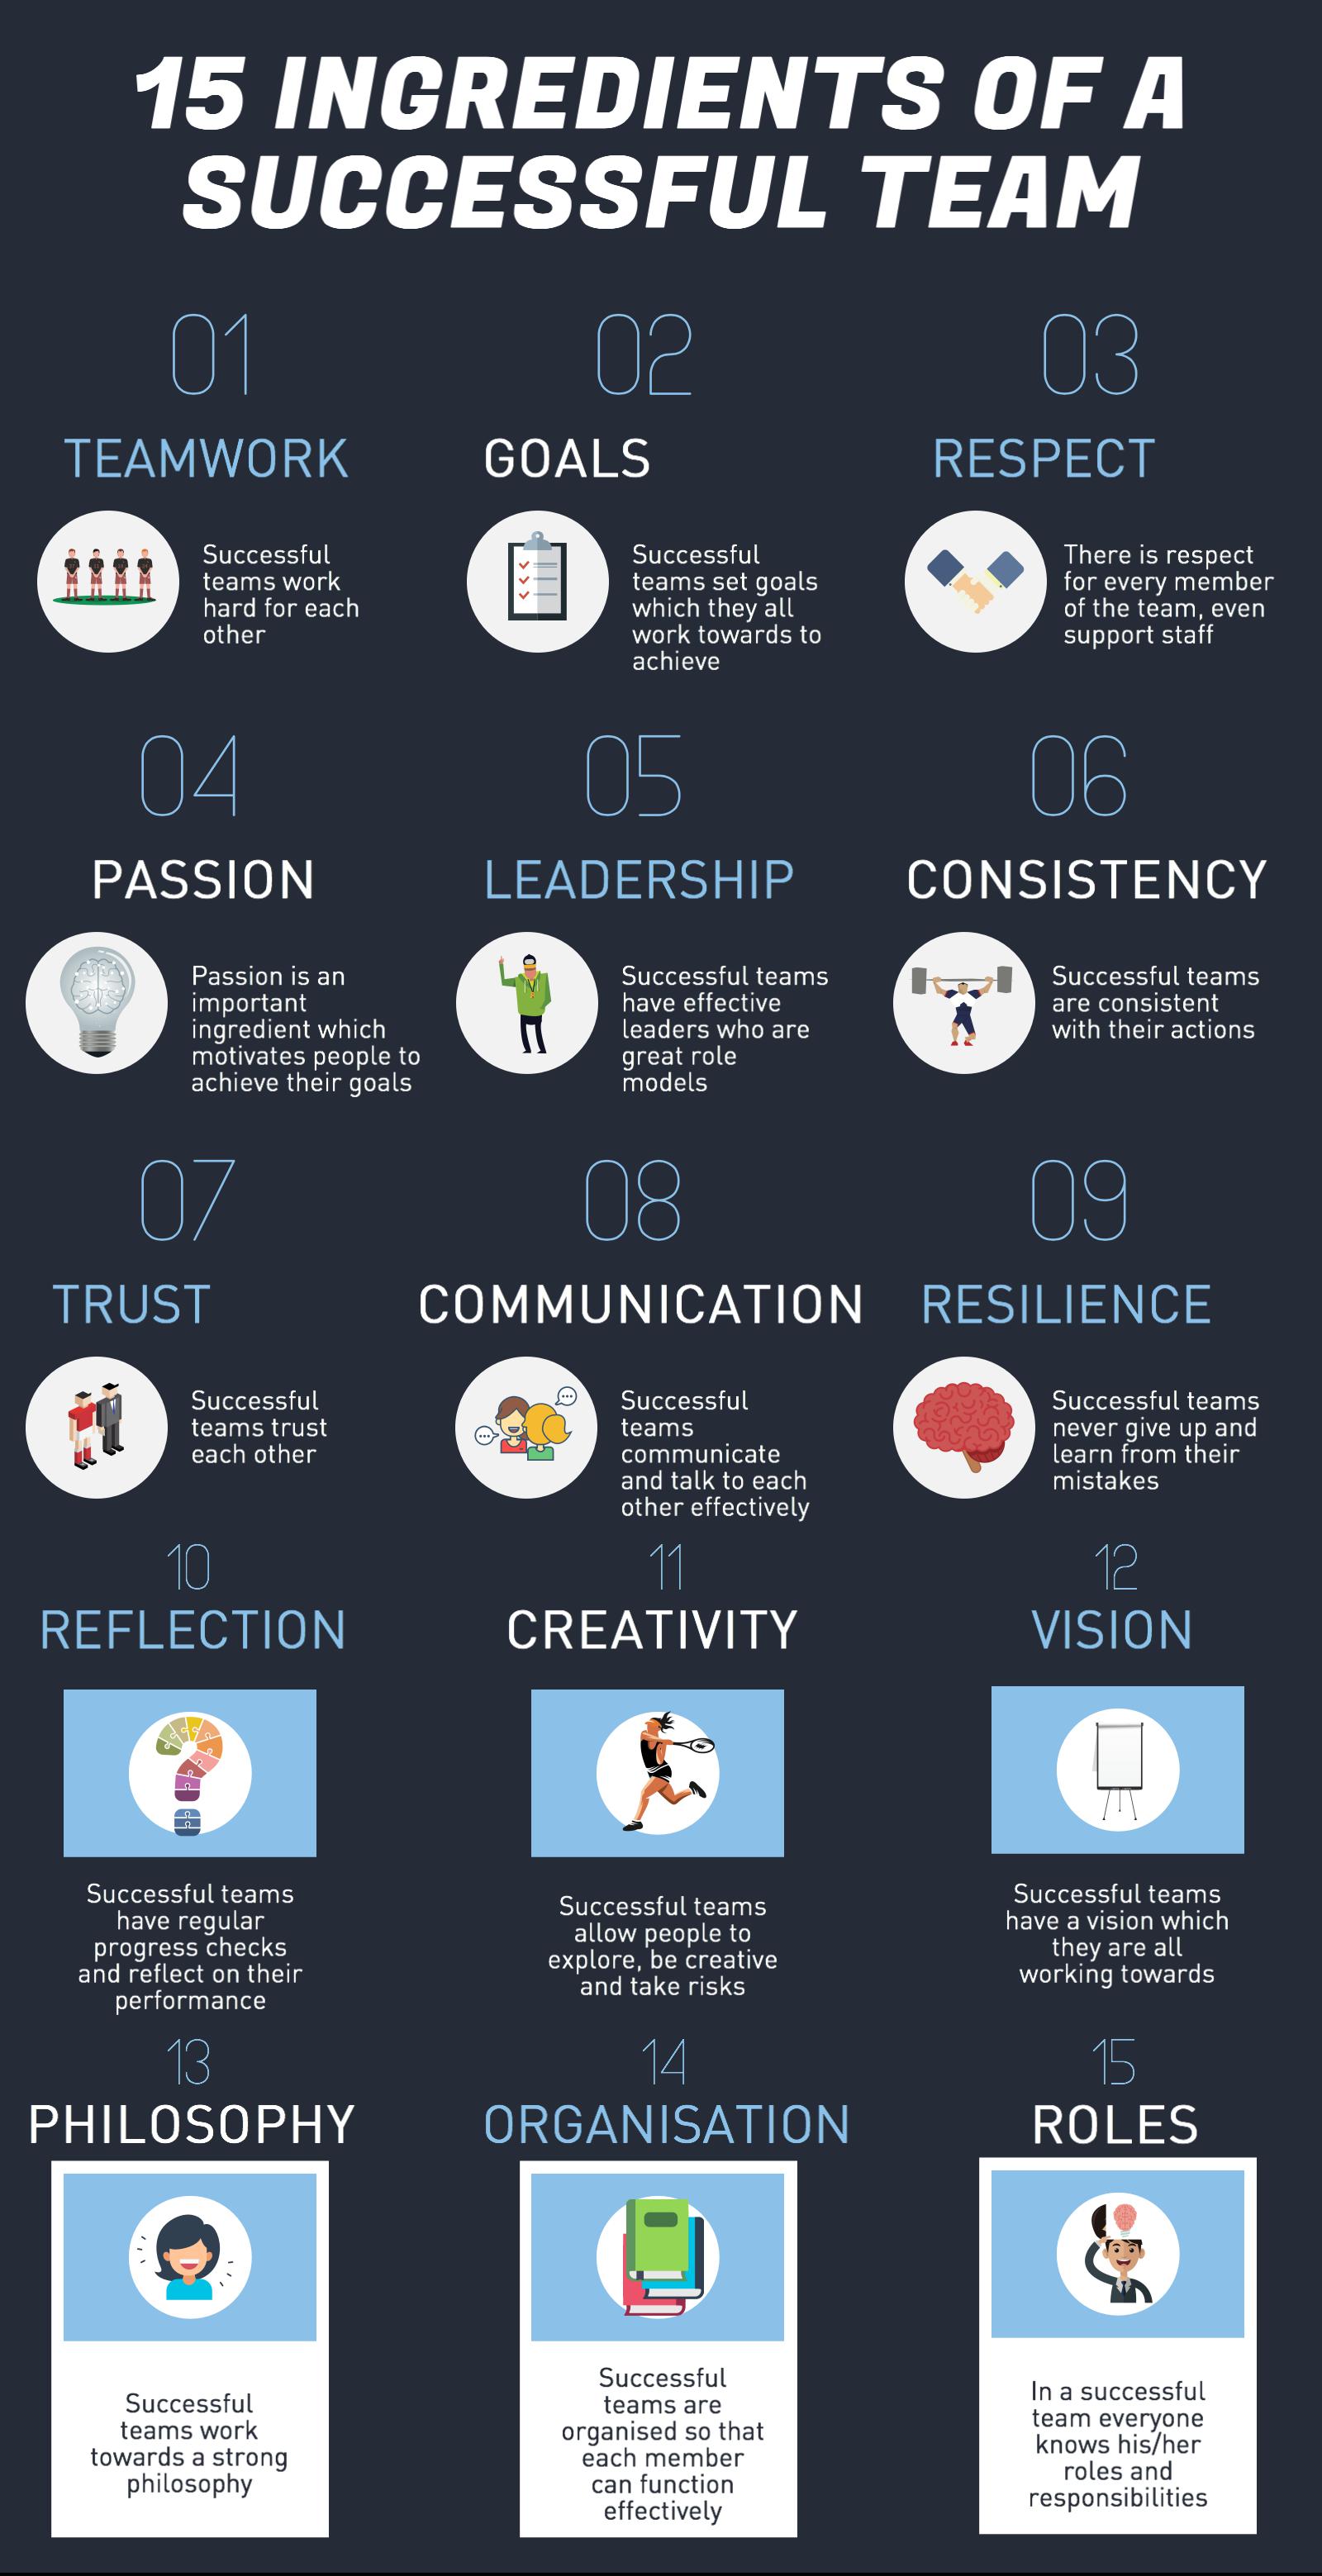 15 INGREDIENTS OF A
SUCCESSFUL TEAM
01
TEAMWORK
Successful
teams work
hard for each
other
02
GOALS
Successful
teams set goals
which they all
work towards to
achieve
03
RESPECT
There is respect
for every member
of the team, even
support staff
04
PASSION
Passion is an
important
ingredient which
motivates people to
achieve their goals
05
LEADERSHIP
Successful teams
have effective
leaders who are
great role
models
06
CONSISTENCY
Successful teams
are consistent
with their actions
07
TRUST
Successful
teams trust
each other
08
COMMUNICATION
Successful
teams
communicate
and talk to each
other effectively
09
RESILIENCE
Successful teams
never give up and
learn from their
mistakes
10
REFLECTION
Successful teams
have regular
progress checks
and reflect on their
performance
11
CREATIVITY
Successful teams
allow people to
explore, be creative
and take risks
12
VISION
Successful teams
have a vision which
they are all
working towards
13
PHILOSOPHY
Successful
teams work
towards a strong
philosophy
14
ORGANISATION
Successful
teams are
organised so that
each member
can function
effectively
15
ROLES
In a successful
team everyone
knows his/her
roles and
responsibilities